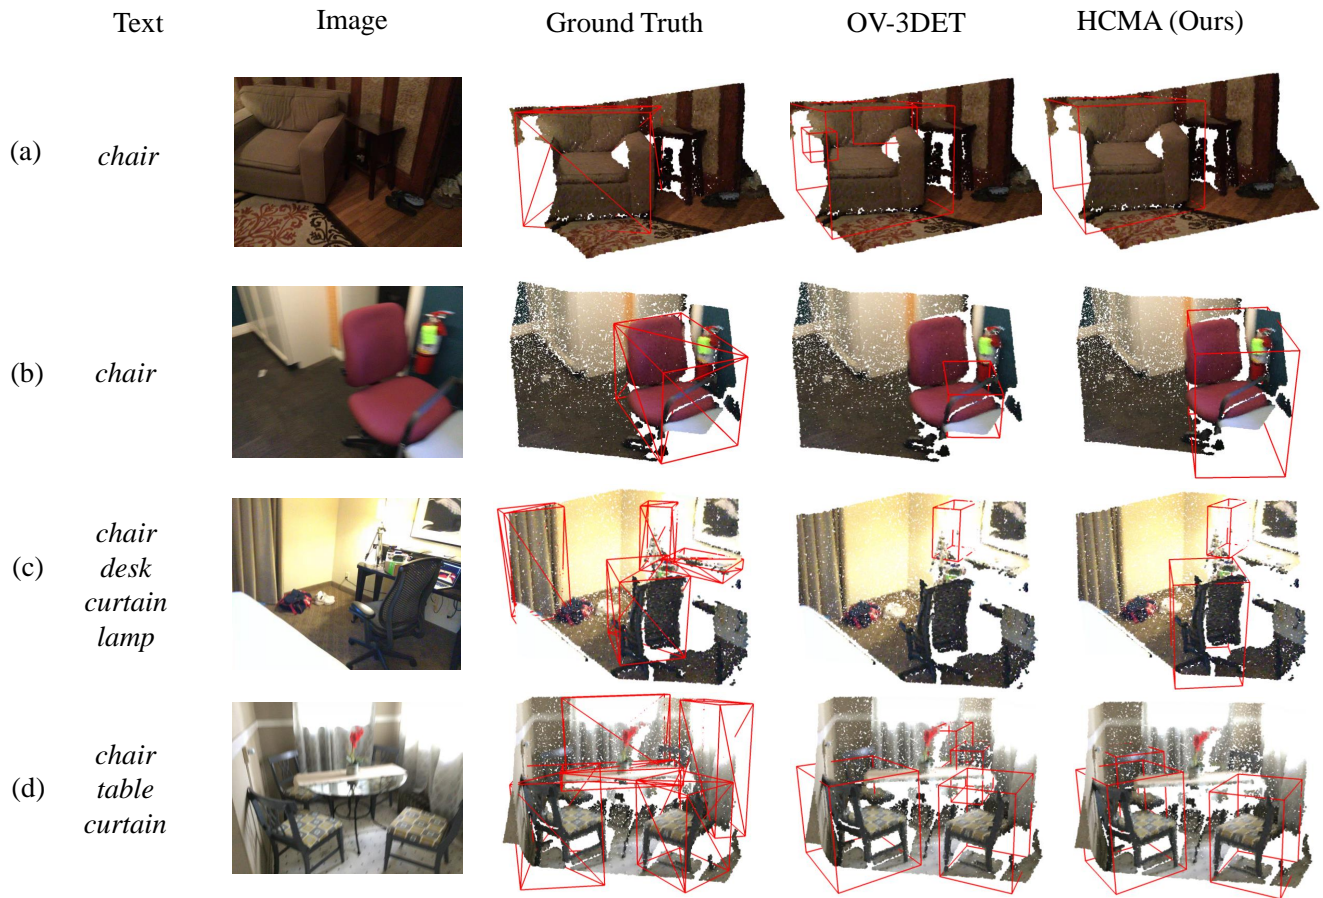 Text Image Ground Truth OV-3DET HCMA (Ours)
(a) chair
(b) chair
(c) chair
desk
curtain
lamp
(d) chair
table
curtain